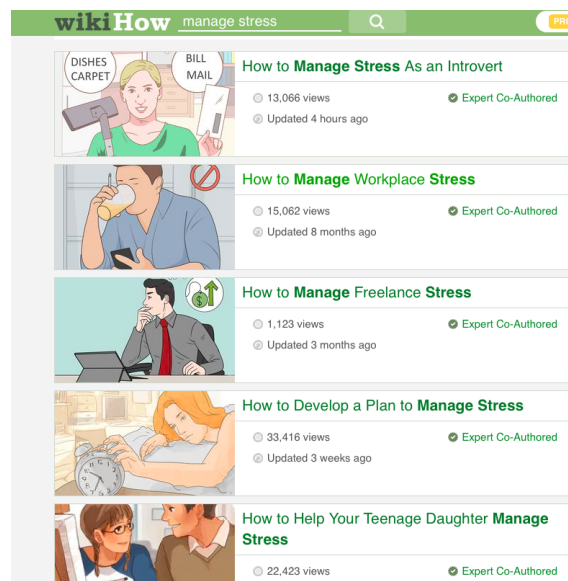 wikiHow manage stress PRO
DISHES
CARPET
BILL
MAIL
How to Manage Stress As an Introvert
13,066 views
Expert Co-Authored
Updated 4 hours ago
How to Manage Workplace Stress
15,062 views
Expert Co-Authored
Updated 8 months ago
$
How to Manage Freelance Stress
1,123 views
Expert Co-Authored
Updated 3 months ago
How to Develop a Plan to Manage Stress
33,416 views
Expert Co-Authored
Updated 3 weeks ago
How to Help Your Teenage Daughter Manage
Stress
22,423 views
Expert Co-Authored